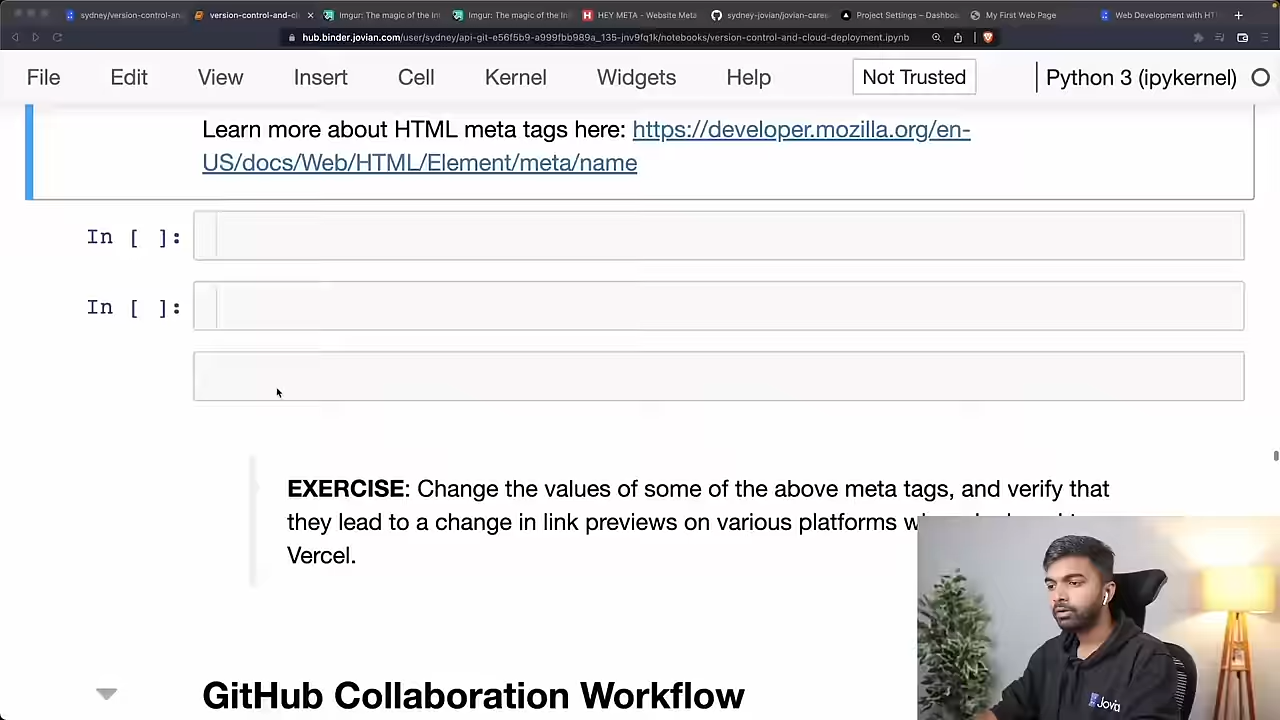 sydney/version-control-an
version-control-and-cl
Imgur: The magic of the Int
Imgur: The magic of the Int
HEY META - Website Meta
sydney-jovian/jovian-caree
Project Settings – Dashboa
My First Web Page
Web Development with HT
hub.binder.jovian.com/user/sydney/api-git-e56f5b9-a999fbb989a_135-jnv9fq1k/notebooks/version-control-and-cloud-deployment.ipynb
File Edit View Insert Cell Kernel Widgets Help Not Trusted Python 3 (ipykernel)
Learn more about HTML meta tags here: https://developer.mozilla.org/en-
US/docs/Web/HTML/Element/meta/name
In [ ]:
In [ ]:
EXERCISE: Change the values of some of the above meta tags, and verify that
they lead to a change in link previews on various platforms
Vercel.
GitHub Collaboration Workflow
Jovia